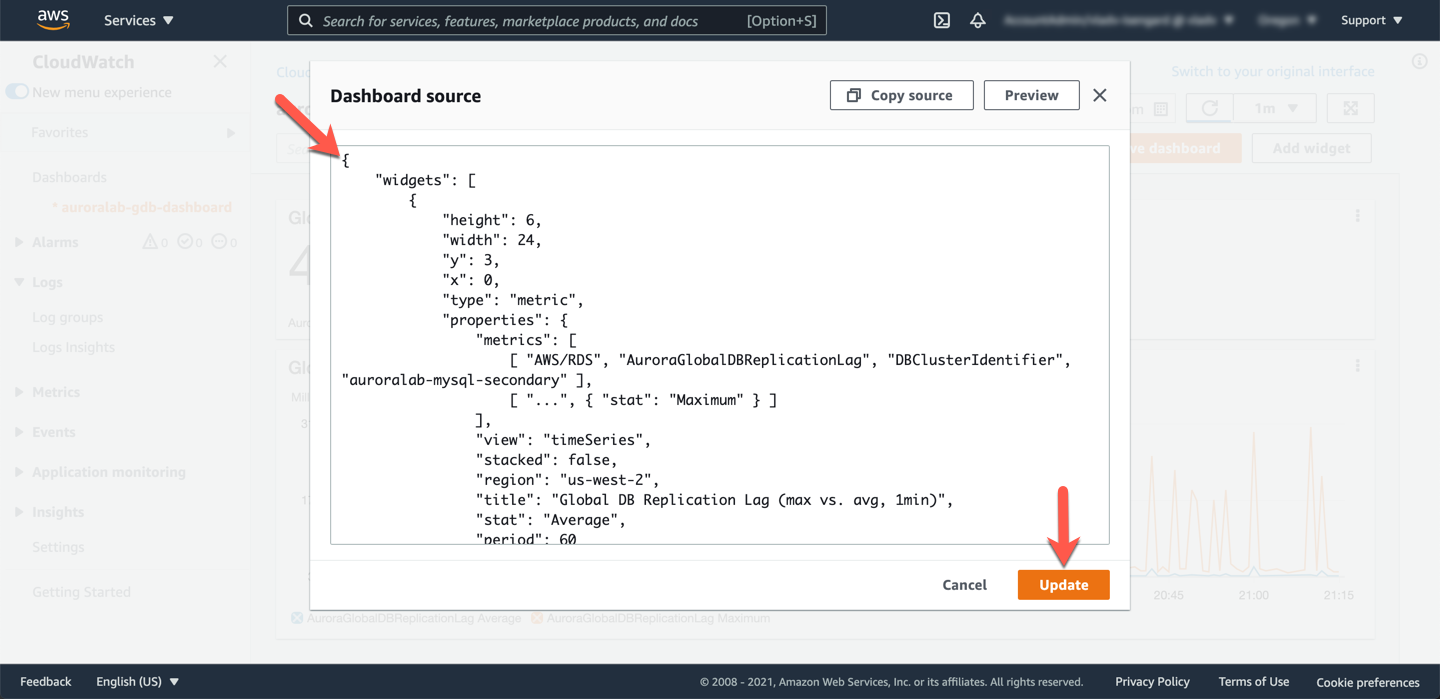 aws
Services
Search for services, features, marketplace products, and docs
[Option+S]
Support
CloudWatch
New menu experience
Favorites
Dashboards
* auroralab-gdb-dashboard
Alarms
0
0
0
Logs
Log groups
Logs Insights
Metrics
Events
Application monitoring
Insights
Settings
Getting Started
Switch to your original interface
1m
dashboard
Add widget
Dashboard source
Copy source
Preview
{
"widgets": [
{
"height": 6,
"width": 24,
"y": 3,
"x": 0,
"type": "metric",
"properties": {
"metrics": [
[ "AWS/RDS", "AuroraGlobalDBReplicationLag", "DBClusterIdentifier",
"auroralab-mysql-secondary" ],
[ "...", { "stat": "Maximum" } ]
],
"view": "timeSeries",
"stacked": false,
"region": "us-west-2",
"title": "Global DB Replication Lag (max vs. avg, 1min)",
"stat": "Average",
"period": 60
Cancel
Update
20:45
21:00
21:15
AuroraGlobalDBReplicationLag Average
AuroraGlobalDBReplicationLag Maximum
Feedback
English (US)
© 2008 - 2021, Amazon Web Services, Inc. or its affiliates. All rights reserved.
Privacy Policy
Terms of Use
Cookie preferences